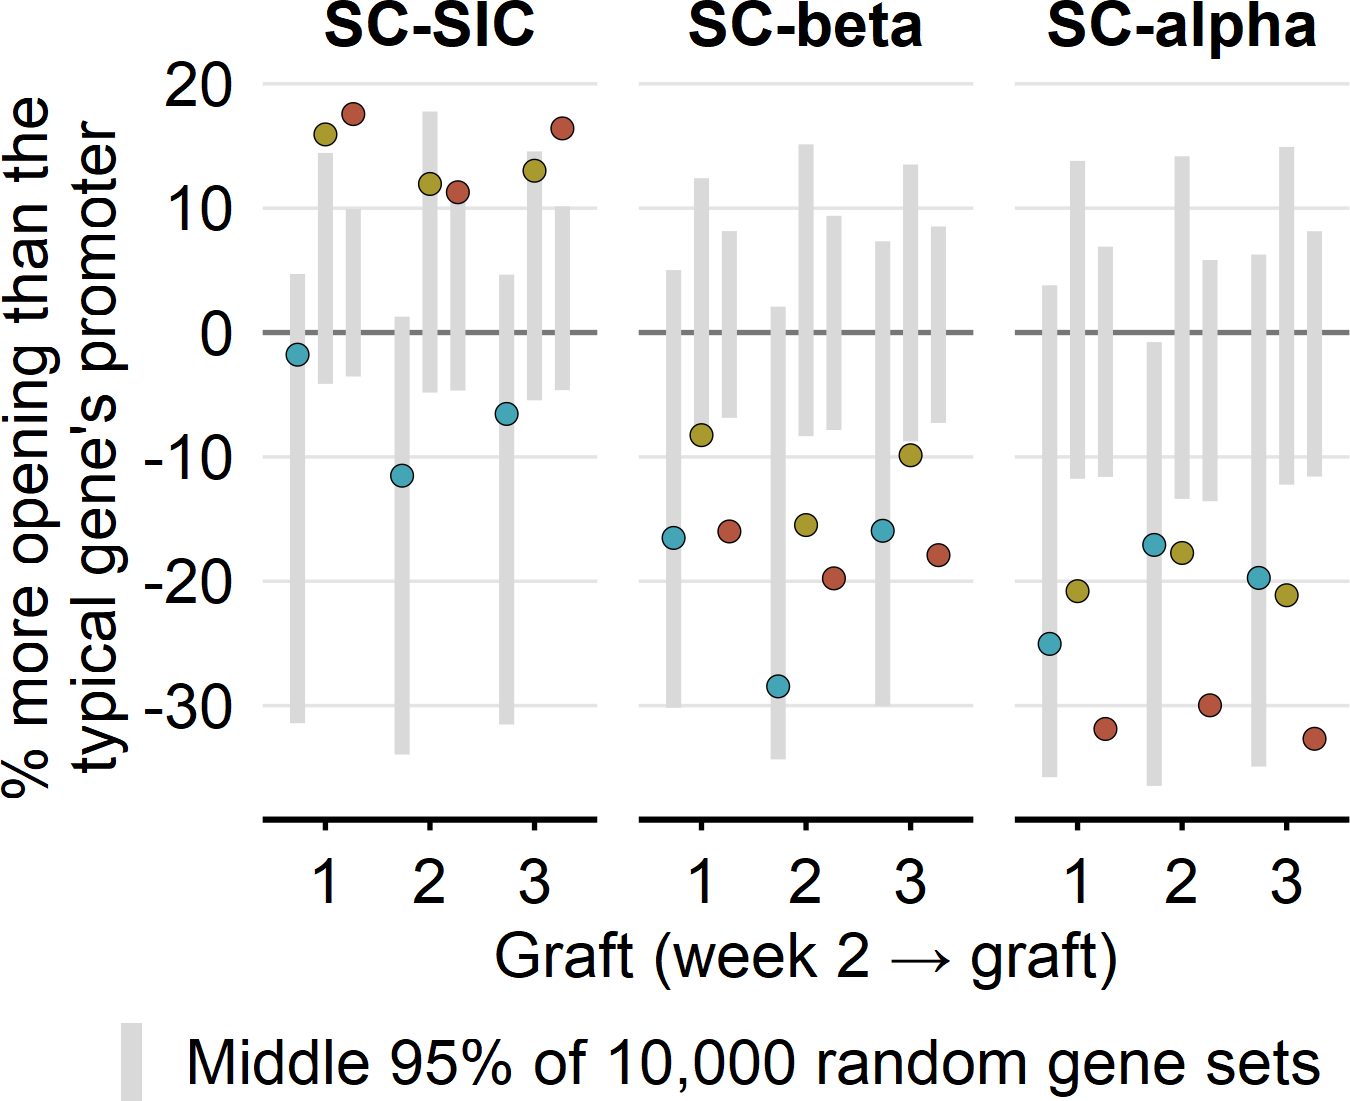 SC-SIC SC-beta SC-alpha
% more opening than the
typical gene's promoter
20
10
0
-10
-20
-30
1 2 3 1 2 3 1 2 3
Graft (week 2 → graft)
Middle 95% of 10,000 random gene sets